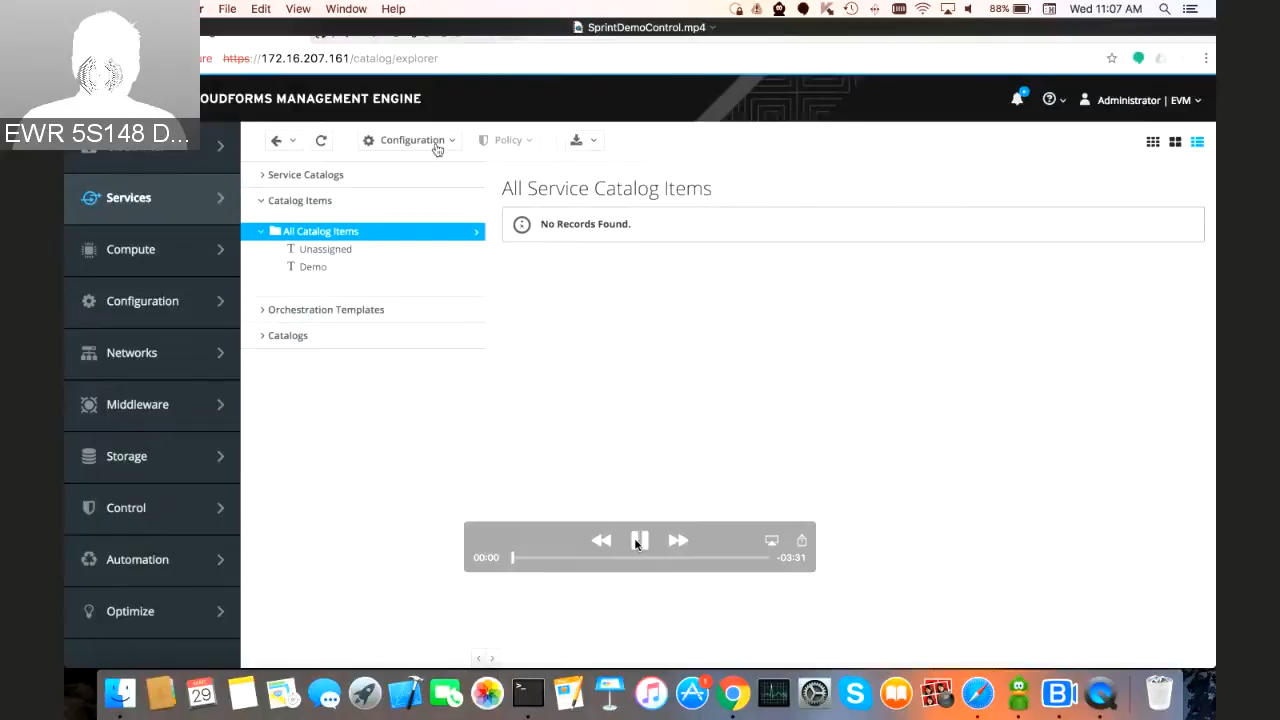 File Edit View Window Help 88% Wed 11:07 AM
SprintDemoControl.mp4
re https://172.16.207.161/catalog/explorer
OUDFORMS MANAGEMENT ENGINE
Administrator | EVM
EWR 5S148 D...
Configuration Policy
Services
Compute
Configuration
Networks
Middleware
Storage
Control
Automation
Optimize
Service Catalogs
Catalog Items
All Catalog Items
T Unassigned
T Demo
Orchestration Templates
Catalogs
All Service Catalog Items
No Records Found.
00:00 -03:31
29
1